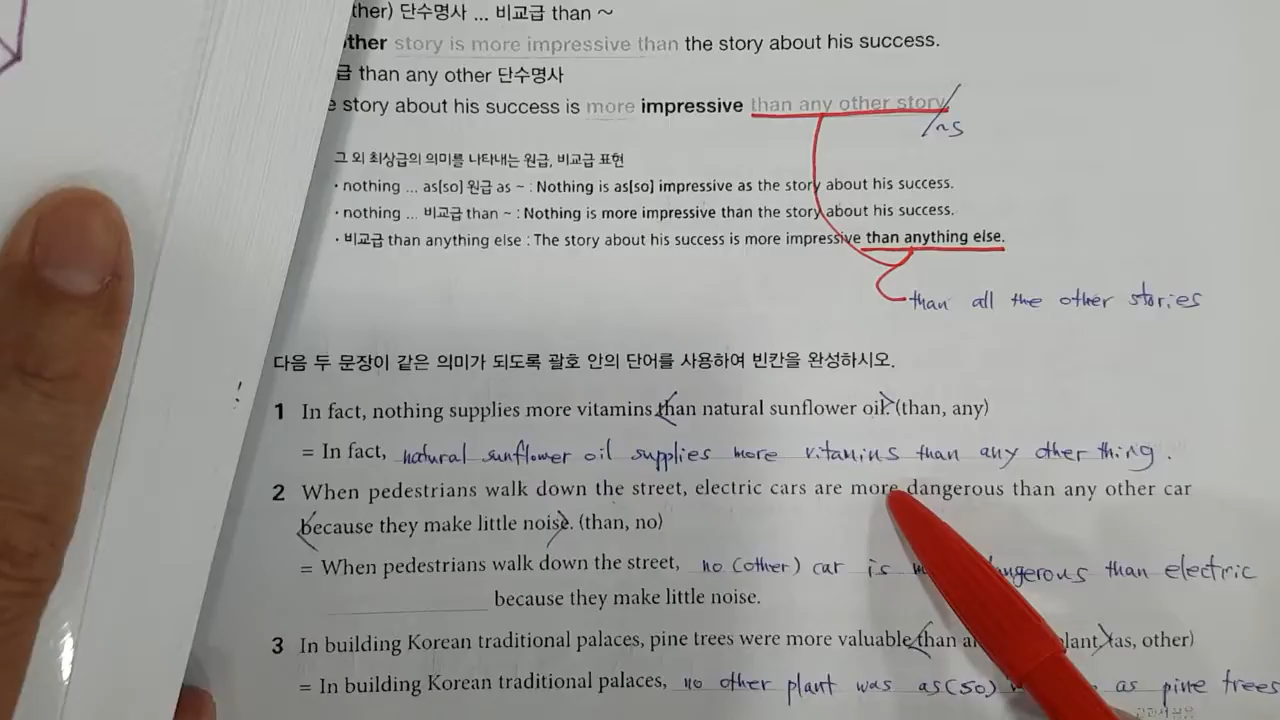 ther) 단수명사 ... 비교급 than ~
other story is more impressive than the story about his success.
급 than any other 단수명사
e story about his success is more impressive than any other story
/~s
그 외 최상급의 의미를 나타내는 원급, 비교급 표현
· nothing ... as[so] 원급 as ~ : Nothing is as[so] impressive as the story about his success.
· nothing ... 비교급 than ~ : Nothing is more impressive than the story about his success.
· 비교급 than anything else : The story about his success is more impressive than anything else.
than all the other stories
다음 두 문장이 같은 의미가 되도록 괄호 안의 단어를 사용하여 빈칸을 완성하시오.
1 In fact, nothing supplies more vitamins than natural sunflower oil. (than, any)
= In fact, natural sunflower oil supplies more vitamins than any other thing.
2 When pedestrians walk down the street, electric cars are more dangerous than any other car
because they make little noise. (than, no)
= When pedestrians walk down the street, no (other) car is dangerous than electric
because they make little noise.
3 In building Korean traditional palaces, pine trees were more valuable than plant. (as, other)
= In building Korean traditional palaces, no other plant was as(so) as pine trees